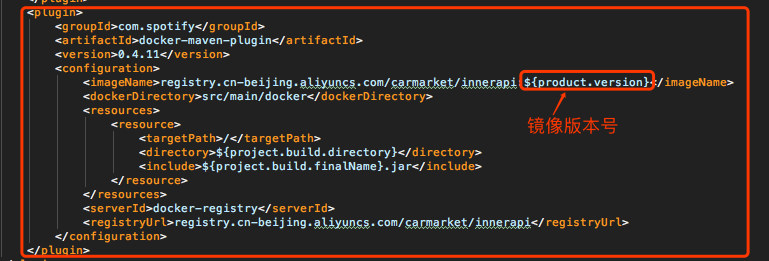 </plugin>
<plugin>
<groupId>com.spotify</groupId>
<artifactId>docker-maven-plugin</artifactId>
<version>0.4.11</version>
<configuration>
<imageName>registry.cn-beijing.aliyuncs.com/carmarket/innerapi:${product.version}</imageName>
<dockerDirectory>src/main/docker</dockerDirectory>
<resources>
<resource>
<targetPath>/</targetPath>
镜像版本号
<directory>${project.build.directory}</directory>
<include>${project.build.finalName}.jar</include>
</resource>
</resources>
<serverId>docker-registry</serverId>
<registryUrl>registry.cn-beijing.aliyuncs.com/carmarket/innerapi</registryUrl>
</configuration>
</plugin>